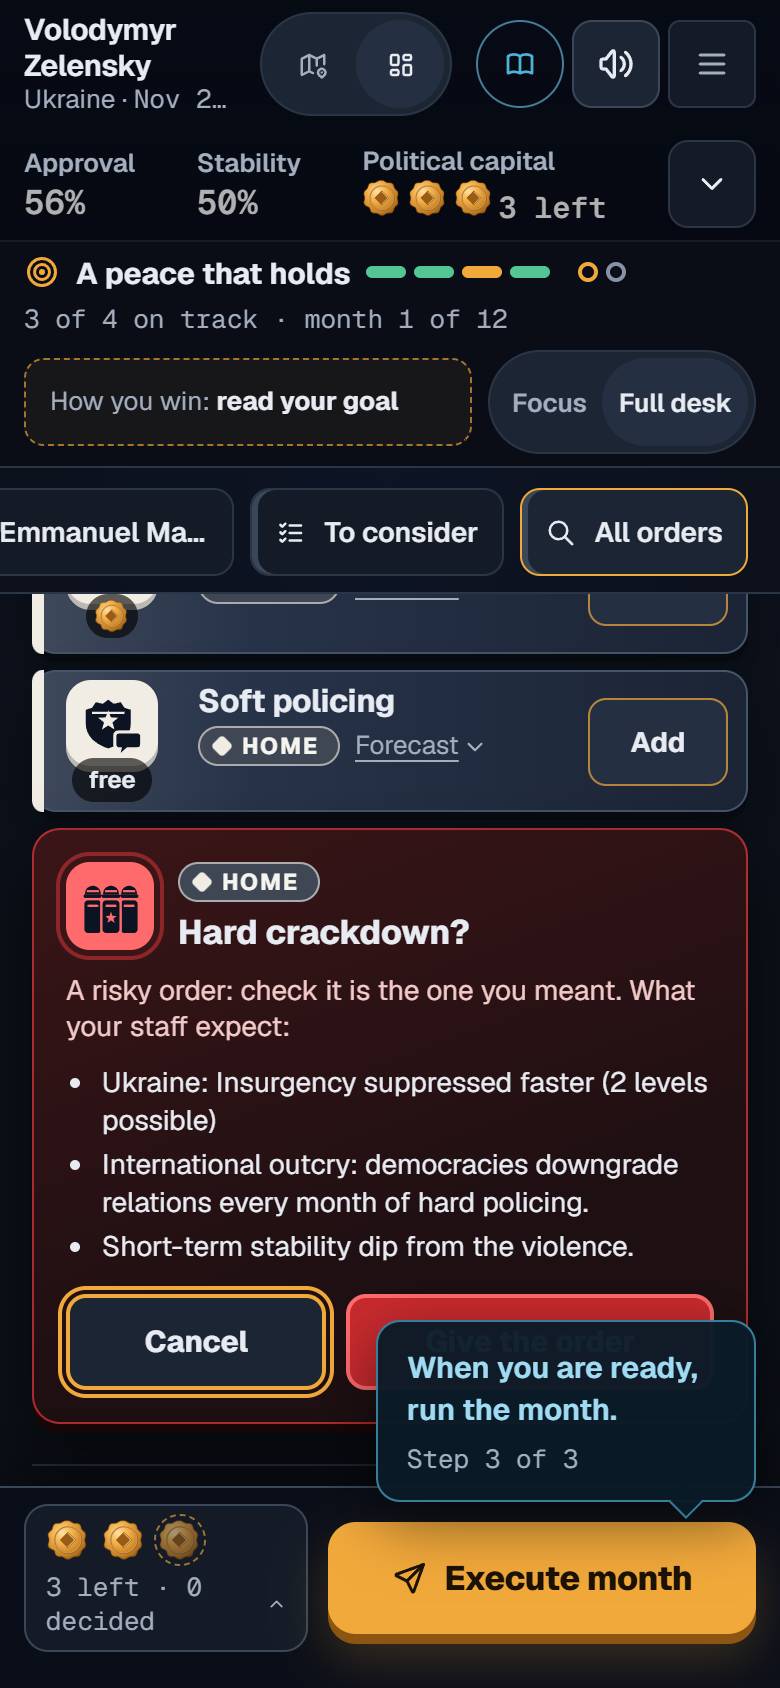 Volodymyr
Zelensky
Ukraine · Nov 2…
Approval
56%
Stability
50%
Political capital
3 left
A peace that holds
3 of 4 on track · month 1 of 12
How you win: read your goal
Focus
Full desk
Emmanuel Ma…
To consider
All orders
Soft policing
HOME
Forecast
free
Add
HOME
Hard crackdown?
A risky order: check it is the one you meant. What
your staff expect:
• Ukraine: Insurgency suppressed faster (2 levels
possible)
• International outcry: democracies downgrade
relations every month of hard policing.
• Short-term stability dip from the violence.
Cancel
Give the order
When you are ready,
run the month.
Step 3 of 3
3 left · 0
decided
Execute month